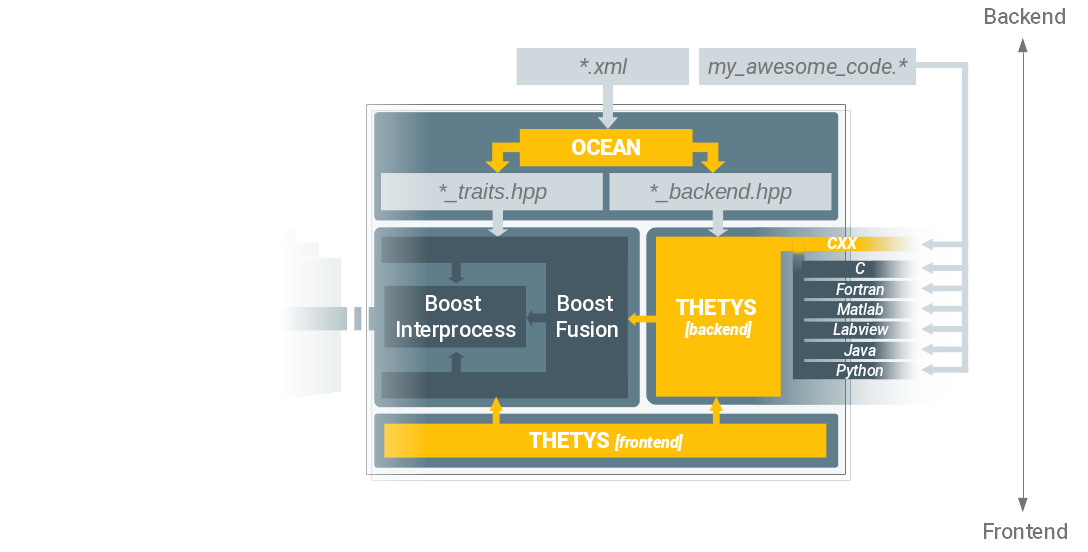 Backend
*.xml
my_awesome_code.*
OCEAN
*_traits.hpp
*_backend.hpp
CXX
C
Fortran
Matlab
Labview
Java
Python
Boost
Interprocess
Boost
Fusion
THETYS
[backend]
THETYS [frontend]
Frontend